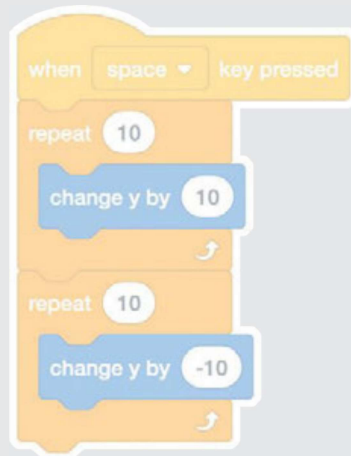 when space key pressed
repeat 10
change y by 10
repeat 10
change y by -10